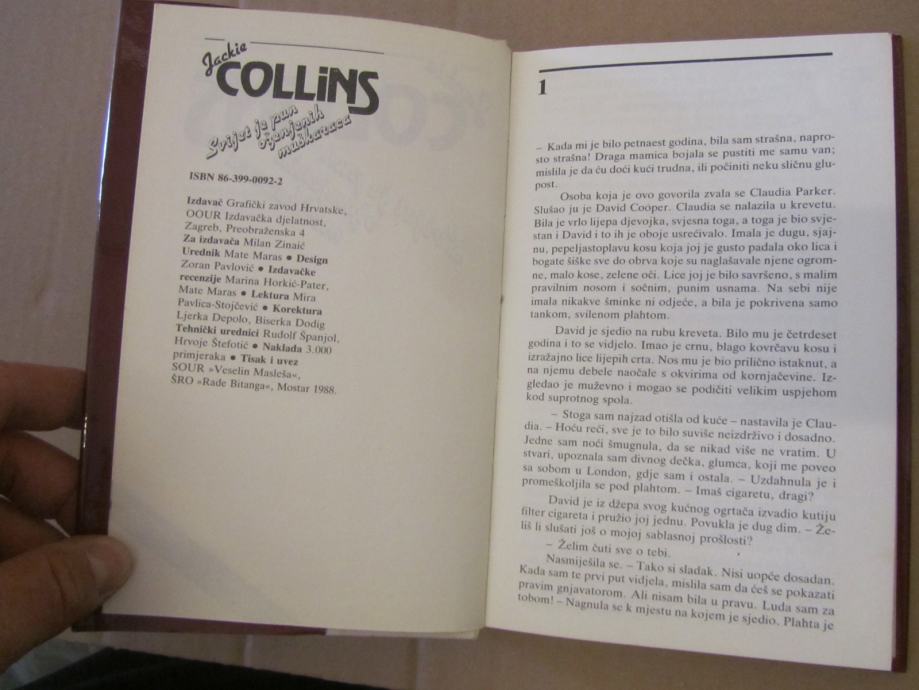 Jackie
COLLiNS
Svijet je pun
oženjenih
muškaraca
ISBN 86-399-0092-2
Izdavač Grafički zavod Hrvatske,
OOUR Izdavačka djelatnost,
Zagreb, Preobraženska 4
Za izdavača Milan Zinaić
Urednik Mate Maras ● Design
Zoran Pavlović ● Izdavačke
recenzije Marina Horkić-Pater,
Mate Maras ● Lektura Mira
Pavlica-Stojčević ● Korektura
Ljerka Depolo, Biserka Dodig
Tehnički urednici Rudolf Španjol,
Hrvoje Štefotić ● Naklada 3.000
primjeraka ● Tisak i uvez
SOUR »Veselin Masleša«,
ŠRO »Rade Bitanga«, Mostar 1988.
1
– Kada mi je bilo petnaest godina, bila sam strašna, napro-
sto strašna! Draga mamica bojala se pustiti me samu van;
mislila je da ću doći kući trudna, ili počiniti neku sličnu glu-
post.
Osoba koja je ovo govorila zvala se Claudia Parker.
Slušao ju je David Cooper. Claudia se nalazila u krevetu.
Bila je vrlo lijepa djevojka, svjesna toga, a toga je bio svje-
stan i David i to ih je oboje usrećivalo. Imala je dugu, sjaj-
nu, pepeljastoplavu kosu koja joj je gusto padala oko lica i
bogate šiške sve do obrva koje su naglašavale njene ogrom-
ne, malo kose, zelene oči. Lice joj je bilo savršeno, s malim
pravilnim nosom i sočnim, punim usnama. Na sebi nije
imala nikakve šminke ni odjeće, a bila je pokrivena samo
tankom, svilenom plahtom.
David je sjedio na rubu kreveta. Bilo mu je četrdeset
godina i to se vidjelo. Imao je crnu, blago kovrčavu kosu i
izražajno lice lijepih crta. Nos mu je bio prilično istaknut, a
na njemu debele naočale s okvirima od kornjačevine. Iz-
gledao je muževno i mogao se podičiti velikim uspjehom
kod suprotnog spola.
– Stoga sam najzad otišla od kuće – nastavila je Clau-
dia. – Hoću reći, sve je to bilo suviše neizdrživo i dosadno.
Jedne sam noći šmugnula, da se nikad više ne vratim. U
stvari, upoznala sam divnog dečka, glumca, koji me poveo
sa sobom u London, gdje sam i ostala. – Uzdahnula je i
promeškoljila se pod plahtom. – Imaš cigaretu, dragi?
David je iz džepa svog kućnog ogrtača izvadio kutiju
filter cigareta i pružio joj jednu. Povukla je dug dim. – Že-
liš li slušati još o mojoj sablasnoj prošlosti?
– Želim čuti sve o tebi.
Nasmiješila se. – Tako si sladak. Nisi uopće dosadan.
Kada sam te prvi put vidjela, mislila sam da ćeš se pokazati
pravim gnjavatorom. Ali nisam bila u pravu. Luda sam za
tobom! – Nagnula se k mjestu na kojem je sjedio. Plahta je